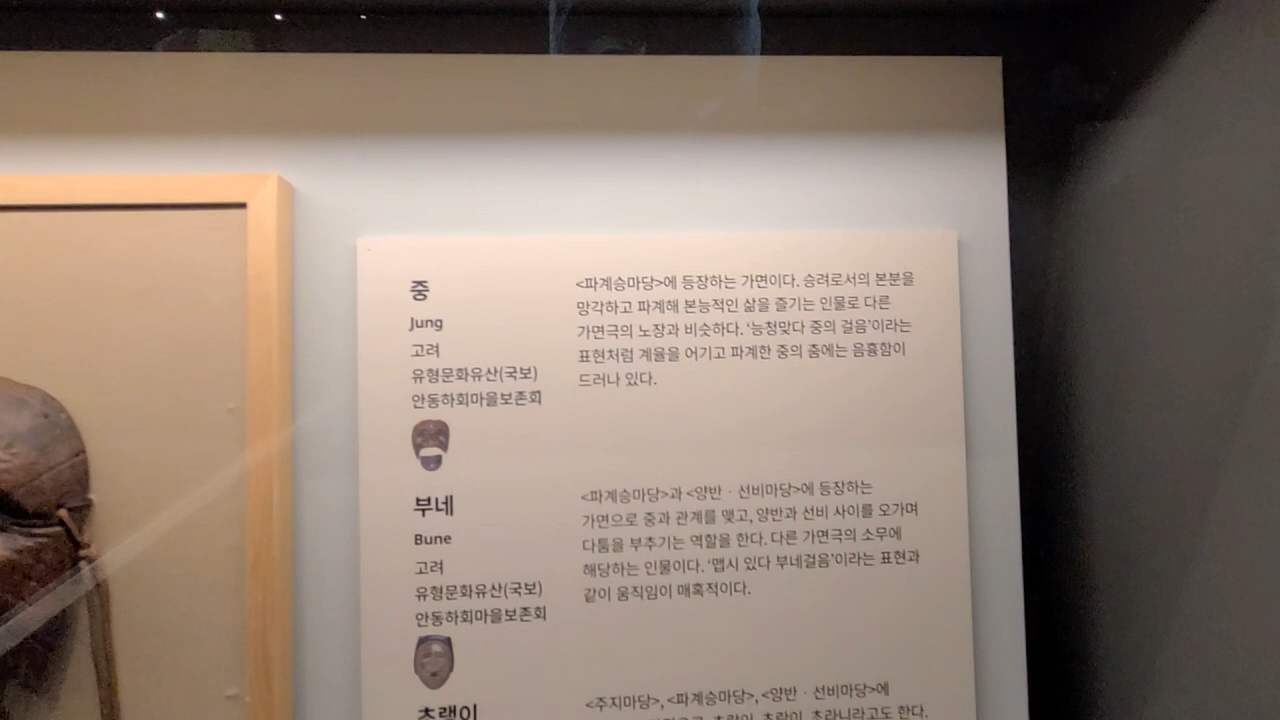 중
Jung
고려
유형문화유산(국보)
안동하회마을보존회
<파계승마당>에 등장하는 가면이다. 승려로서의 본분을
망각하고 파계해 본능적인 삶을 즐기는 인물로 다른
가면극의 노장과 비슷하다. ‘능청맞다 중의 걸음’이라는
표현처럼 계율을 어기고 파계한 중의 춤에는 음흉함이
드러나 있다.
부네
Bune
고려
유형문화유산(국보)
안동하회마을보존회
<파계승마당>과 <양반 · 선비마당>에 등장하는
가면으로 중과 관계를 맺고, 양반과 선비 사이를 오가며
다툼을 부추기는 역할을 한다. 다른 가면극의 소무에
해당하는 인물이다. ‘맵시 있다 부네걸음’이라는 표현과
같이 움직임이 매혹적이다.
초랭이
<주지마당>, <파계승마당>, <양반 · 선비마당>에
초라니라고도 한다.